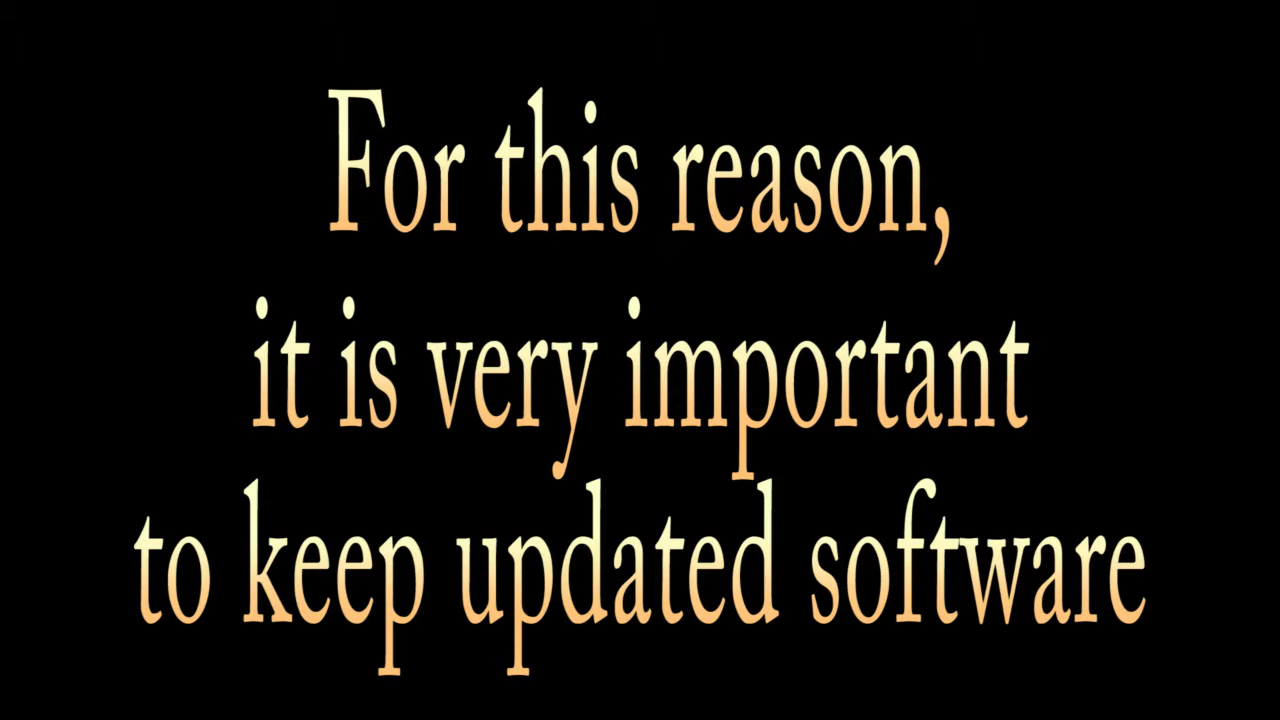 For this reason,
it is very important
to keep updated software